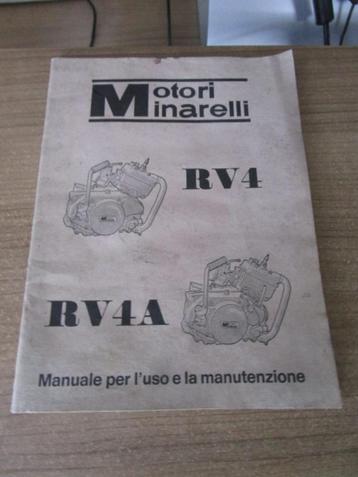 Motori
Minarelli
RV4
RV4A
Manuale per l'uso e la manutenzione